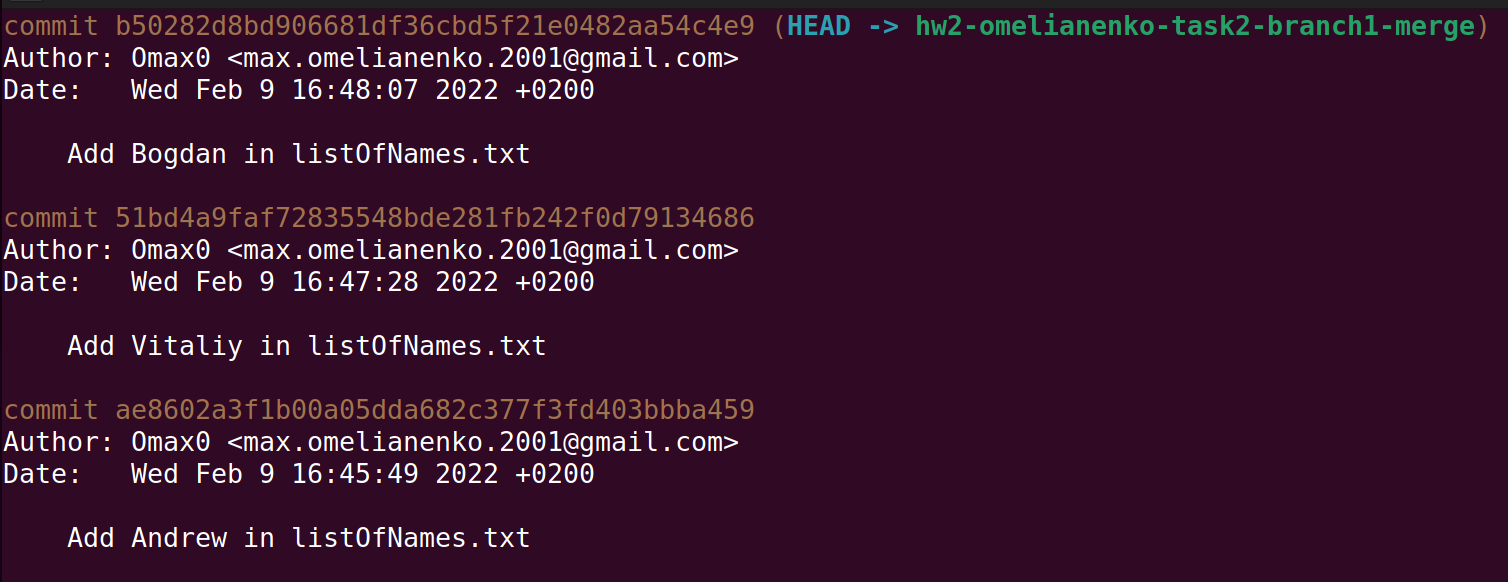 commit b50282d8bd906681df36cbd5f21e0482aa54c4e9 (HEAD -> hw2-omelianenko-task2-branch1-merge)
Author: Omax0 <max.omelianenko.2001@gmail.com>
Date:   Wed Feb 9 16:48:07 2022 +0200
    Add Bogdan in listOfNames.txt
commit 51bd4a9faf72835548bde281fb242f0d79134686
Author: Omax0 <max.omelianenko.2001@gmail.com>
Date:   Wed Feb 9 16:47:28 2022 +0200
    Add Vitaliy in listOfNames.txt
commit ae8602a3f1b00a05dda682c377f3fd403bbba459
Author: Omax0 <max.omelianenko.2001@gmail.com>
Date:   Wed Feb 9 16:45:49 2022 +0200
    Add Andrew in listOfNames.txt